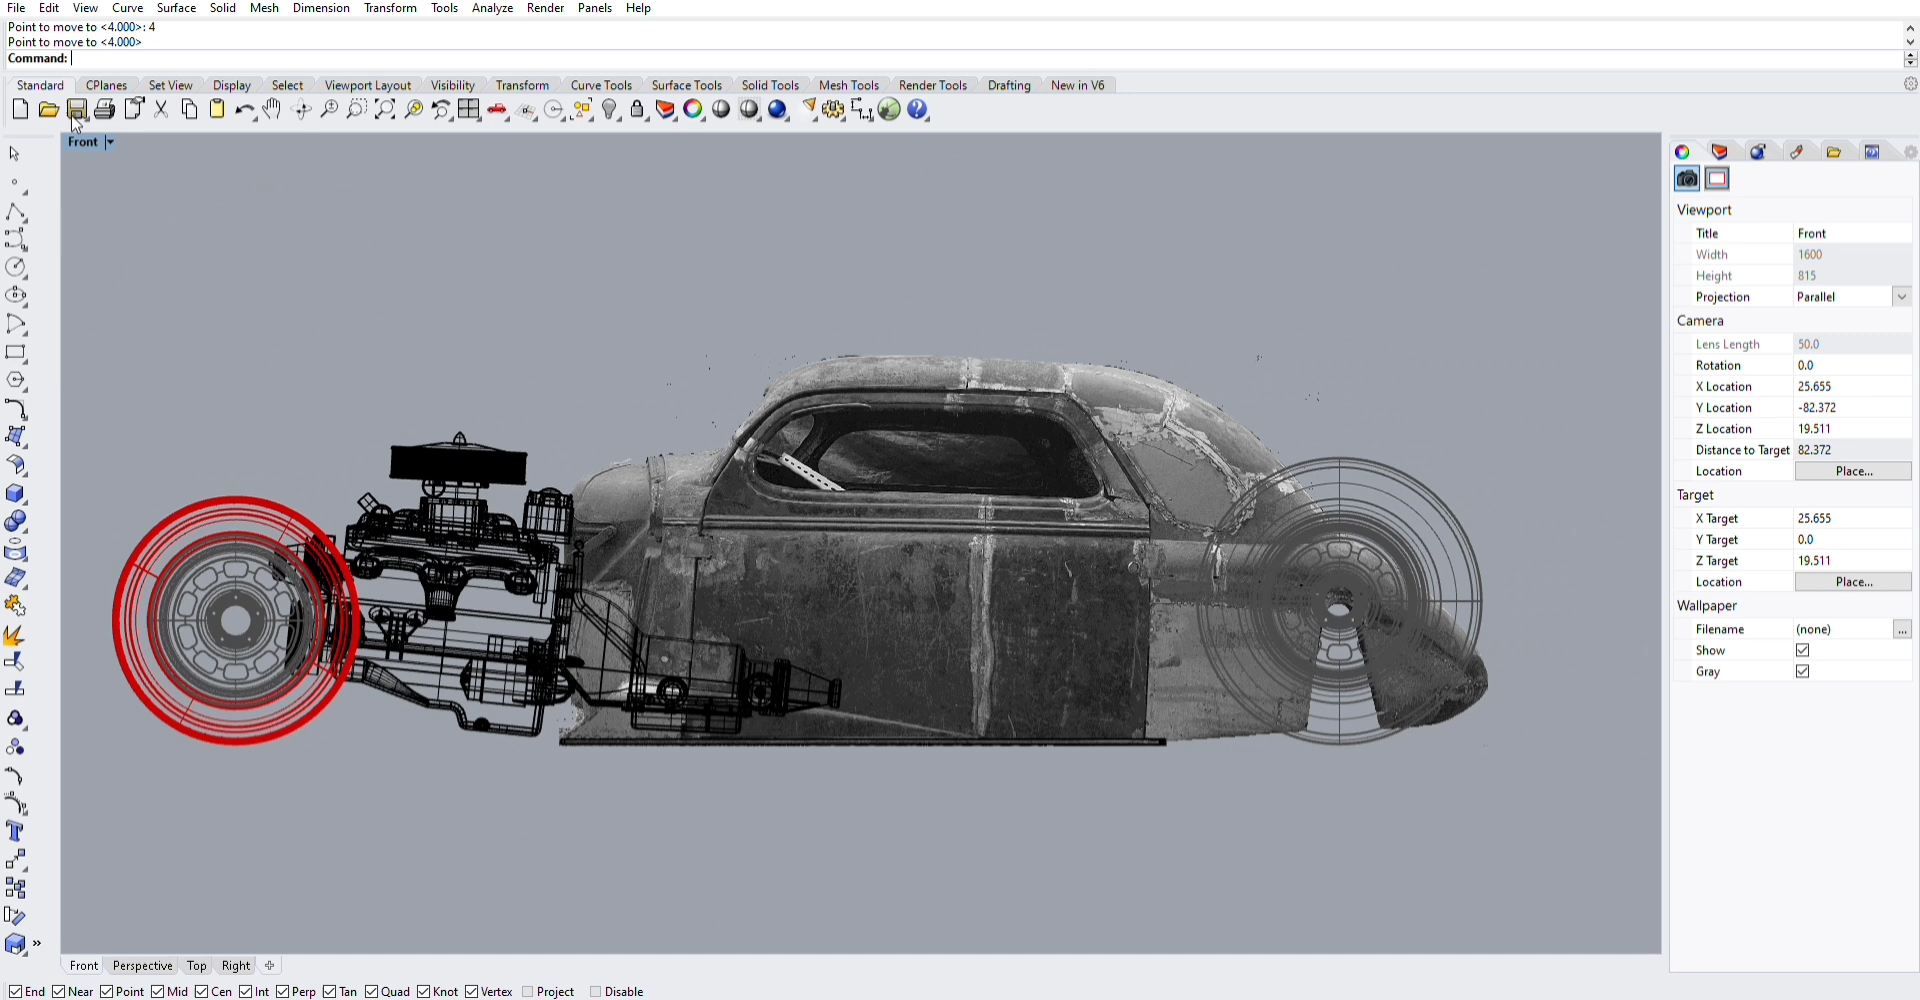 File Edit View Curve Surface Solid Mesh Dimension Transform Tools Analyze Render Panels Help
Point to move to <4.000>: 4
Point to move to <4.000>
Command:
Standard CPlanes Set View Display Select Viewport Layout Visibility Transform Curve Tools Surface Tools Solid Tools Mesh Tools Render Tools Drafting New in V6
Front
Viewport
Title Front
Width 1600
Height 815
Projection Parallel
Camera
Lens Length 50.0
Rotation 0.0
X Location 25.655
Y Location -82.372
Z Location 19.511
Distance to Target 82.372
Location Place...
Target
X Target 25.655
Y Target 0.0
Z Target 19.511
Location Place...
Wallpaper
Filename (none) ...
Show
Gray
Front Perspective Top Right
End Near Point Mid Cen Int Perp Tan Quad Knot Vertex Project Disable